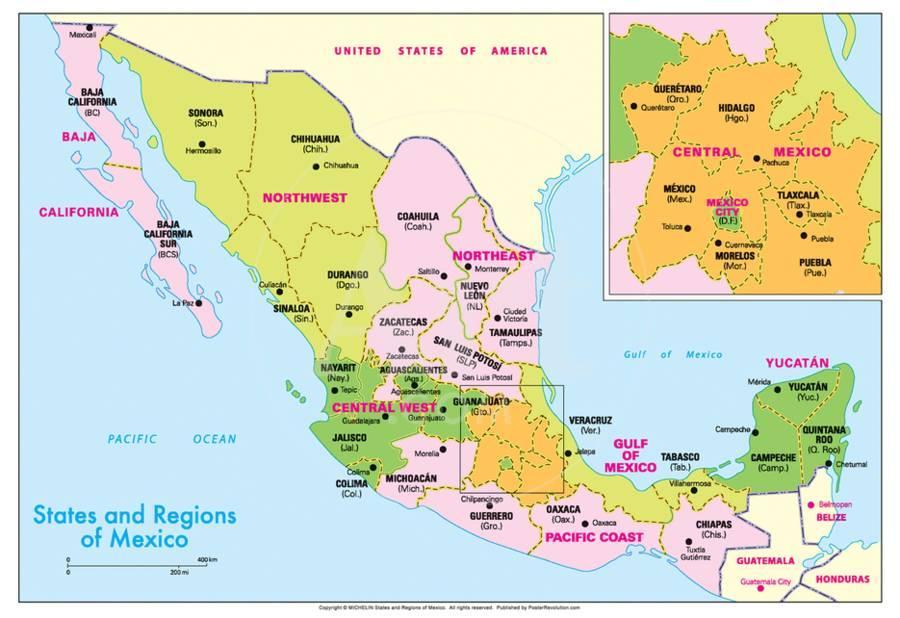 UNITED STATES OF AMERICA
Mexicali
BAJA
CALIFORNIA
(BC)
BAJA
CALIFORNIA
BAJA
CALIFORNIA
SUR
(BCS)
La Paz
SONORA
(Son.)
Hermosillo
CHIHUAHUA
(Chih.)
Chihuahua
NORTHWEST
COAHUILA
(Coah.)
Saltillo
NORTHEAST
Monterrey
NUEVO
LEÓN
(NL)
Ciudad
Victoria
TAMAULIPAS
(Tamps.)
Culiacán
SINALOA
(Sin.)
DURANGO
(Dgo.)
Durango
ZACATECAS
(Zac.)
Zacatecas
SAN LUIS POTOSÍ
(SLP)
San Luis Potosí
NAYARIT
(Nay.)
Tepic
AGUASCALIENTES
(Ags.)
Aguascalientes
CENTRAL WEST
Guadalajara
Guanajuato
GUANAJUATO
(Gto.)
JALISCO
(Jal.)
Colima
COLIMA
(Col.)
Morelia
MICHOACÁN
(Mich.)
Chilpancingo
GUERRERO
(Gro.)
OAXACA
(Oax.)
Oaxaca
PACIFIC COAST
VERACRUZ
(Ver.)
Jalapa
GULF
OF
MEXICO
TABASCO
(Tab.)
Villahermosa
CHIAPAS
(Chis.)
Tuxtla
Gutiérrez
Gulf of Mexico
YUCATÁN
Mérida
YUCATÁN
(Yuc.)
Campeche
CAMPECHE
(Camp.)
QUINTANA
ROO
(Q. Roo)
Chetumal
Belmopan
BELIZE
GUATEMALA
Guatemala City
HONDURAS
QUERÉTARO
(Qro.)
Querétaro
HIDALGO
(Hgo.)
CENTRAL MEXICO
Pachuca
MÉXICO
(Mex.)
Toluca
MEXICO
CITY
(D.F.)
Cuernavaca
MORELOS
(Mor.)
TLAXCALA
(Tlax.)
Tlaxcala
Puebla
PUEBLA
(Pue.)
PACIFIC OCEAN
States and Regions
of Mexico
0 400 km
0 200 mi
Copyright © MICHELIN States and Regions of Mexico. All rights reserved. Published by PosterRevolution.com